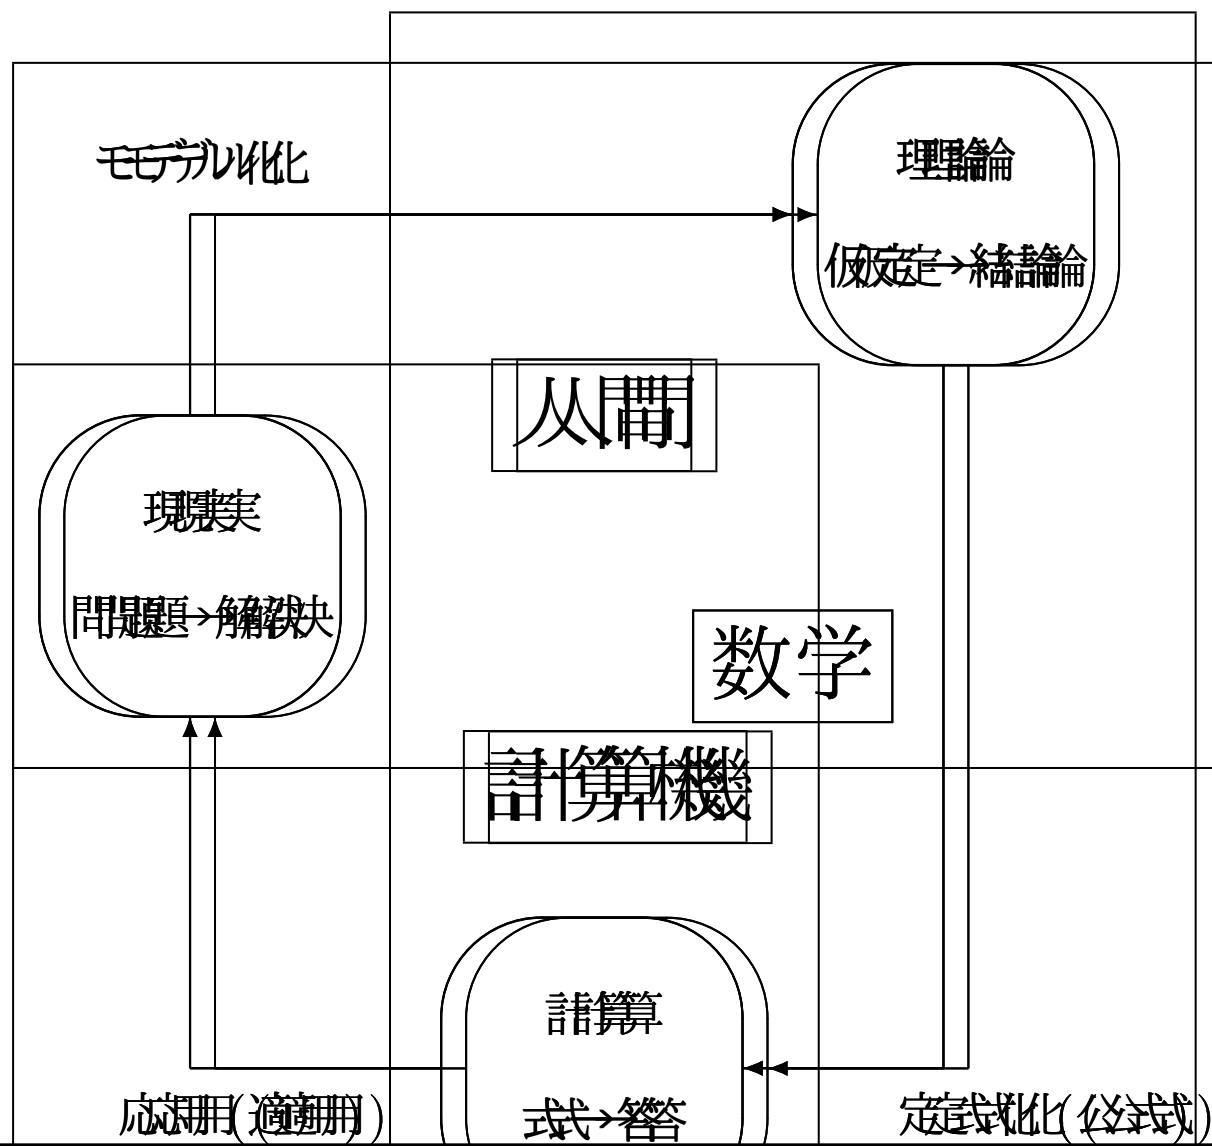 モデル化
理論
仮定→結論
人間
現実
問題→解決
数学
計算機
計算
応用(適用)
式→答
定式化(公式)